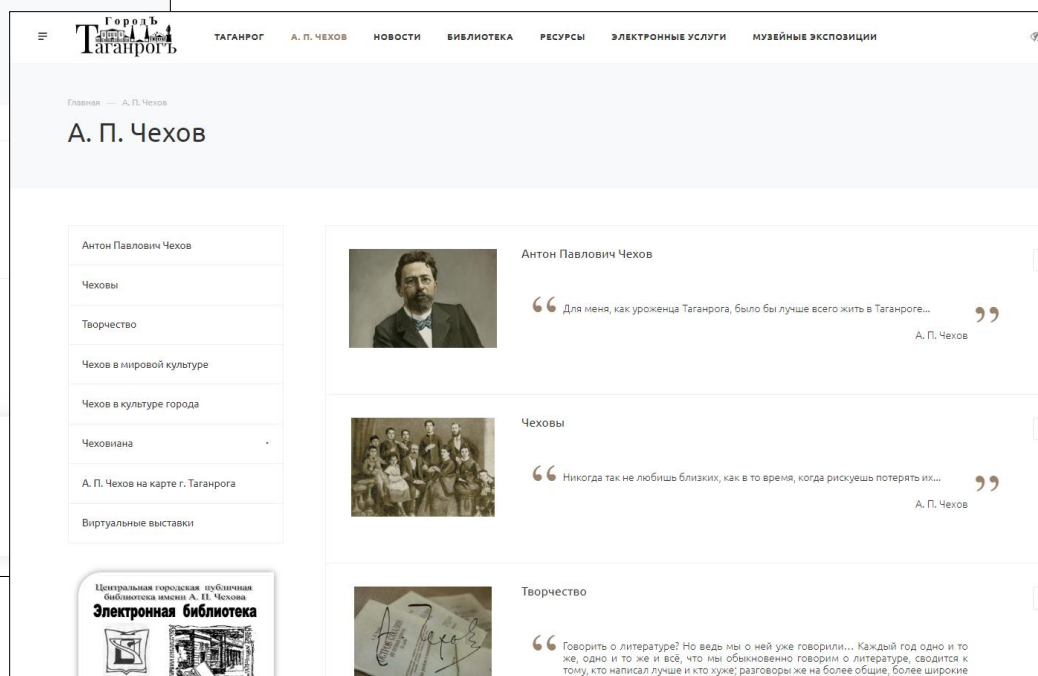 ГородЪ
ТаганрогЪ
ТАГАНРОГ
А. П. ЧЕХОВ
НОВОСТИ
БИБЛИОТЕКА
РЕСУРСЫ
ЭЛЕКТРОННЫЕ УСЛУГИ
МУЗЕЙНЫЕ ЭКСПОЗИЦИИ
Главная — А. П. Чехов
А. П. Чехов
Антон Павлович Чехов
Чеховы
Творчество
Чехов в мировой культуре
Чехов в культуре города
Чеховиана
А. П. Чехов на карте г. Таганрога
Виртуальные выставки
Центральная городская публичная
библиотека имени А. П. Чехова
Электронная библиотека
Антон Павлович Чехов
“ Для меня, как уроженца Таганрога, было бы лучше всего жить в Таганроге... ”
А. П. Чехов
Чеховы
“ Никогда так не любишь близких, как в то время, когда рискуешь потерять их... ”
А. П. Чехов
Творчество
“ Говорить о литературе? Но ведь мы о ней уже говорили... Каждый год одно и то
же, одно и то же и всё, что мы обыкновенно говорим о литературе, сводится к
тому, кто написал лучше и кто хуже; разговоры же на более общие, более широкие